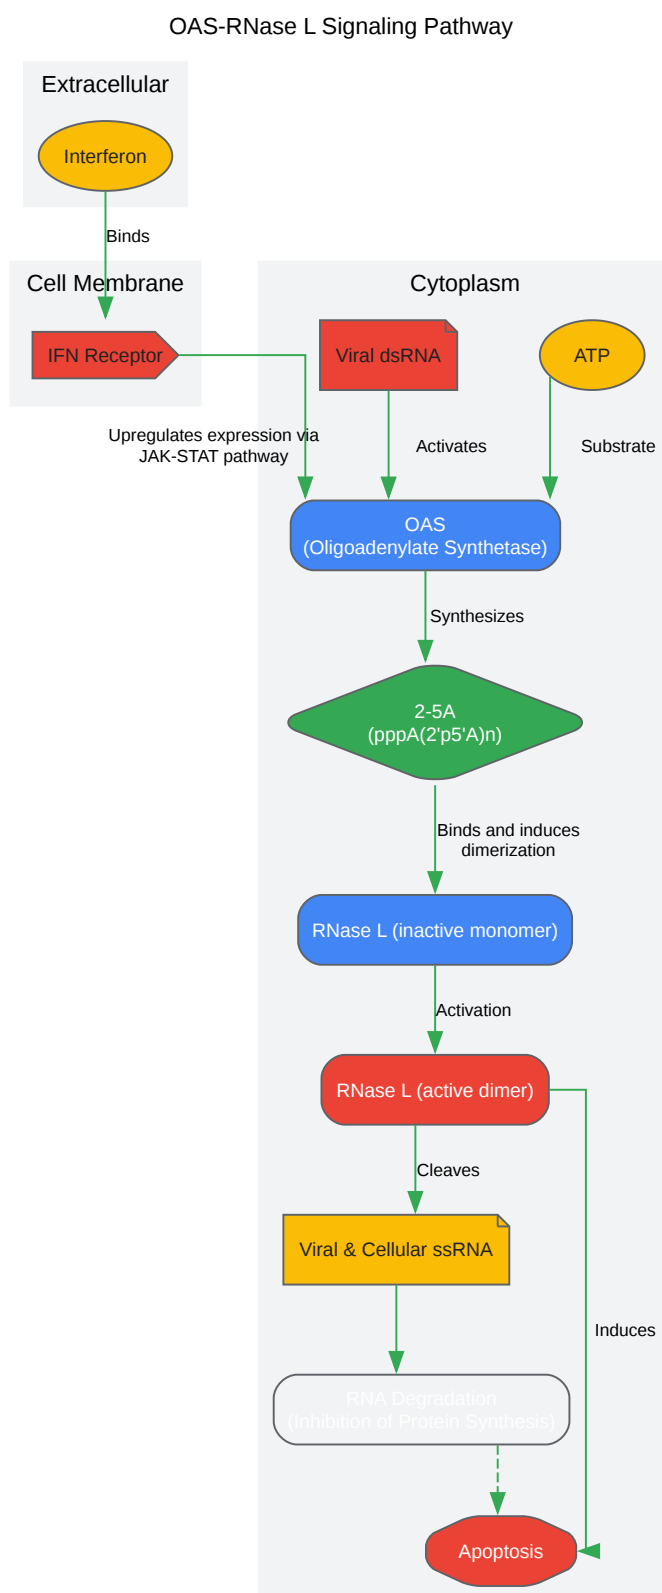 OAS-RNase L Signaling Pathway
Extracellular
Interferon
Binds
Cell Membrane
IFN Receptor
Cytoplasm
Viral dsRNA
ATP
Upregulates expression via
JAK-STAT pathway
Activates
Substrate
OAS
(Oligoadenylate Synthetase)
Synthesizes
2-5A
(pppA(2'p5'A)n)
Binds and induces
dimerization
RNase L (inactive monomer)
Activation
RNase L (active dimer)
Cleaves
Viral & Cellular ssRNA
Induces
RNA Degradation
(Inhibition of Protein Synthesis)
Apoptosis